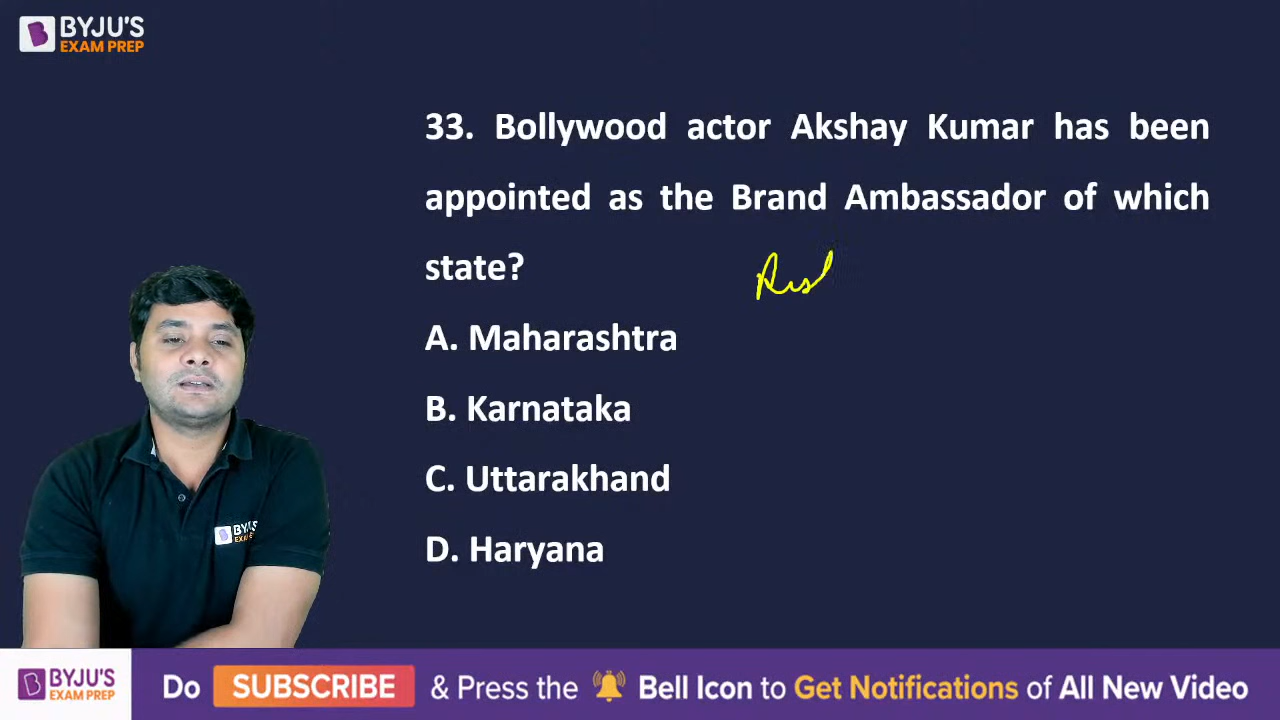 BYJU'S
EXAM PREP
33. Bollywood actor Akshay Kumar has been
appointed as the Brand Ambassador of which
state?
A. Maharashtra
B. Karnataka
C. Uttarakhand
D. Haryana
BYJU'S
BYJU'S
EXAM PREP
Do SUBSCRIBE & Press the Bell Icon to Get Notifications of All New Video